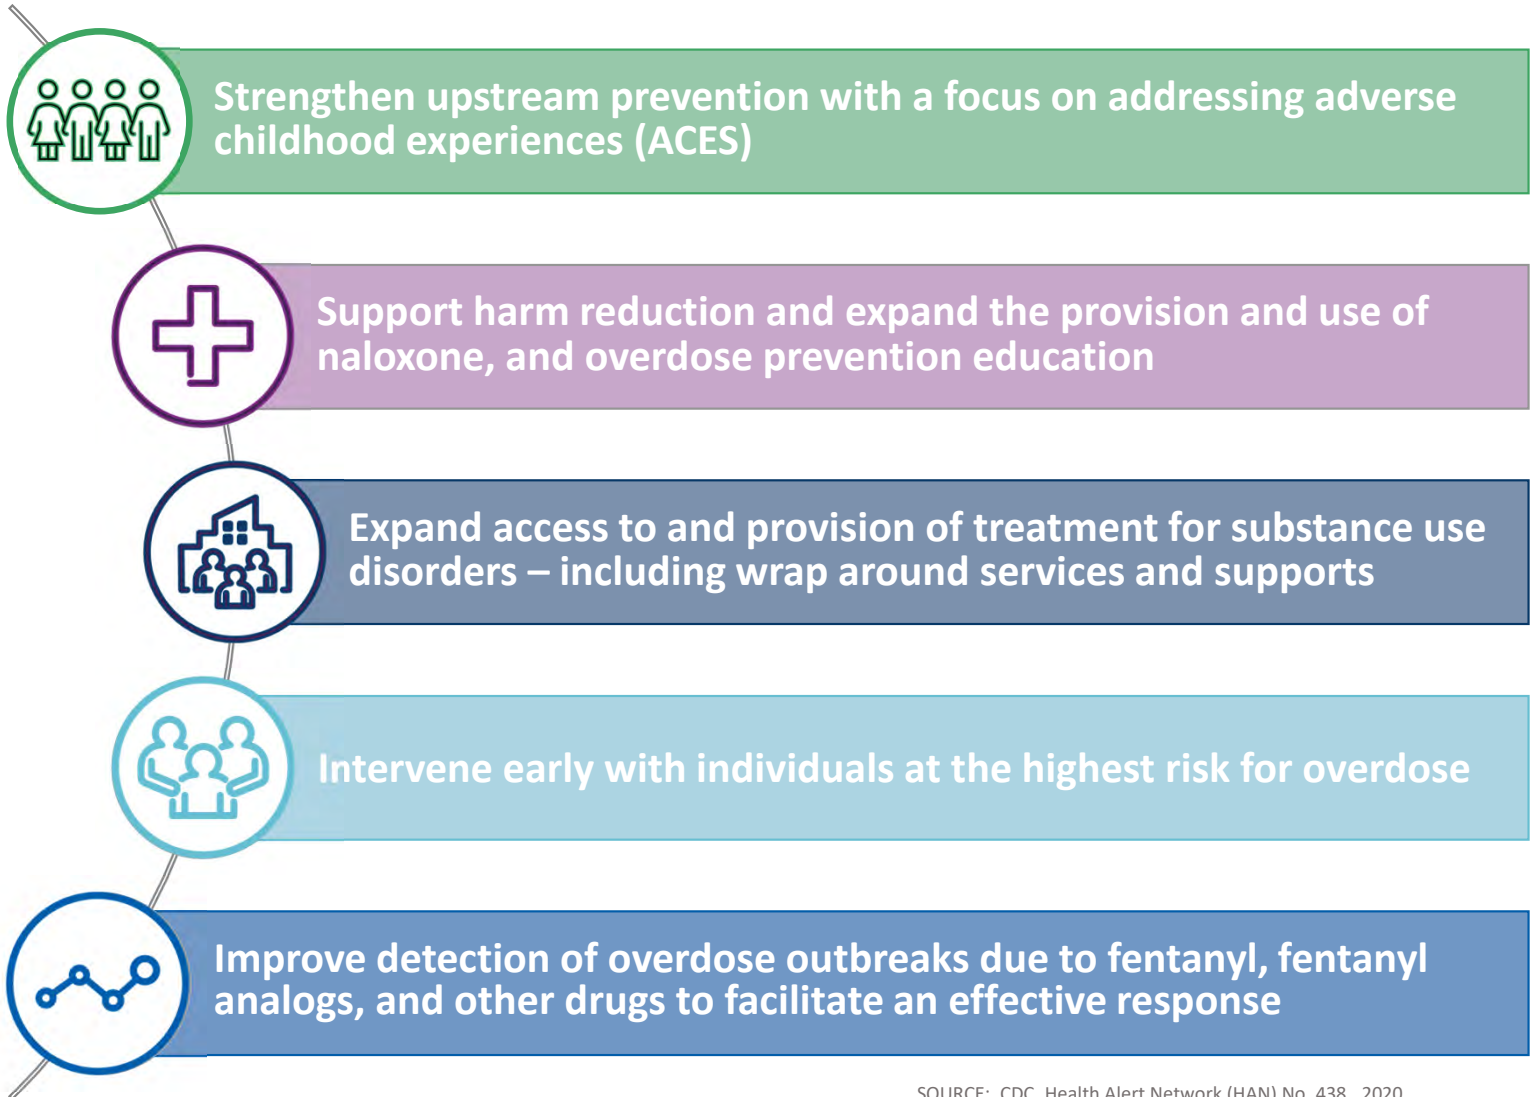 Strengthen upstream prevention with a focus on addressing adverse
childhood experiences (ACES)
Support harm reduction and expand the provision and use of
naloxone, and overdose prevention education
Expand access to and provision of treatment for substance use
disorders – including wrap around services and supports
Intervene early with individuals at the highest risk for overdose
Improve detection of overdose outbreaks due to fentanyl, fentanyl
analogs, and other drugs to facilitate an effective response
SOURCE: CDC, Health Alert Network (HAN) No. 438, 2020